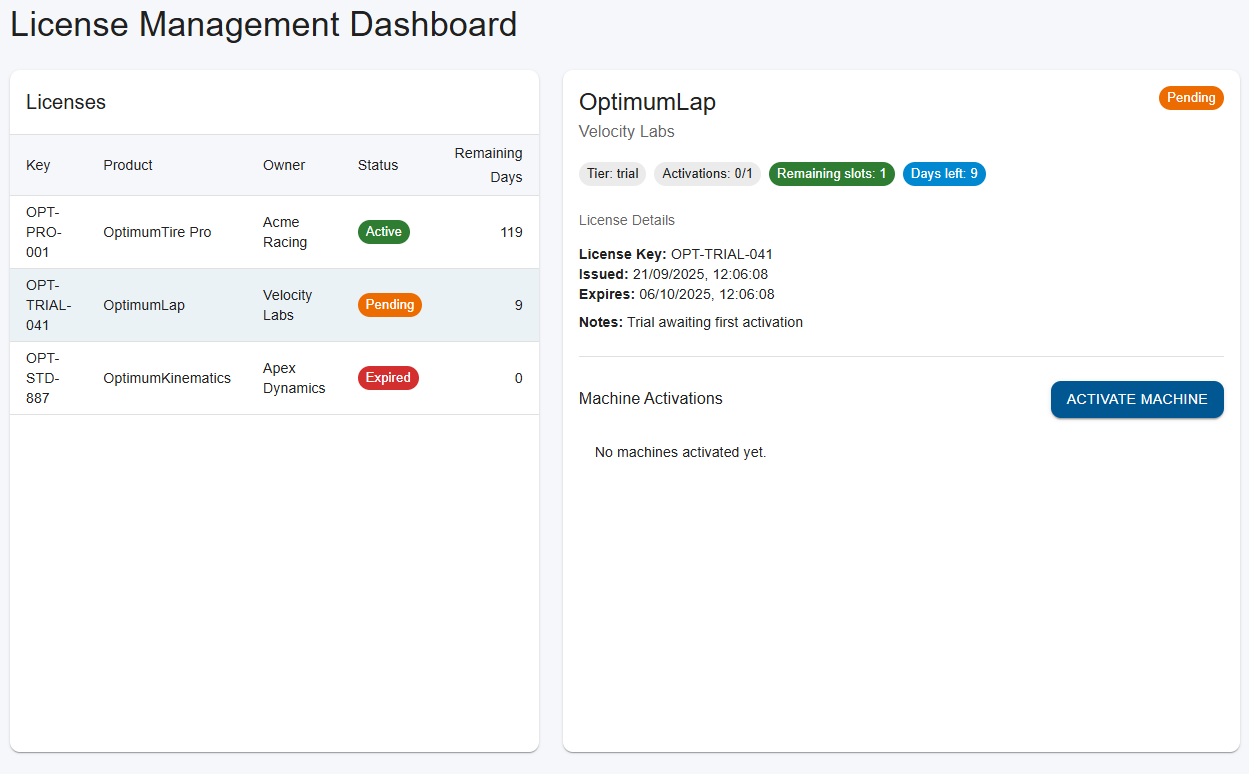 License Management Dashboard
Licenses
Key Product Owner Status Remaining Days
OPT-PRO-001 OptimumTire Pro Acme Racing Active 119
OPT-TRIAL-041 OptimumLap Velocity Labs Pending 9
OPT-STD-887 OptimumKinematics Apex Dynamics Expired 0
OptimumLap Pending
Velocity Labs
Tier: trial Activations: 0/1 Remaining slots: 1 Days left: 9
License Details
License Key: OPT-TRIAL-041
Issued: 21/09/2025, 12:06:08
Expires: 06/10/2025, 12:06:08
Notes: Trial awaiting first activation
Machine Activations ACTIVATE MACHINE
No machines activated yet.